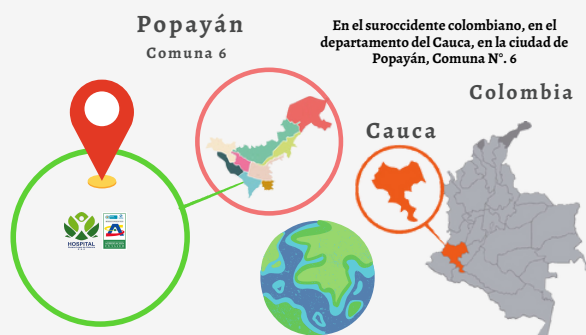 Popayán
Comuna 6
En el suroccidente colombiano, en el
departamento del Cauca, en la ciudad de
Popayán, Comuna N°. 6
Colombia
Cauca
HOSPITAL